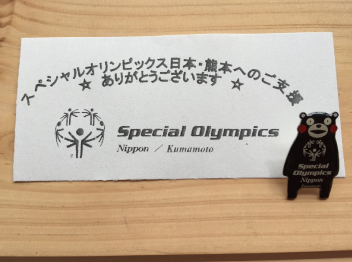 スペシャルオリンピックス日本・熊本へのご支援
☆ ありがとうございます ☆
Special Olympics
Nippon / Kumamoto
Special
Olympics
Nippon